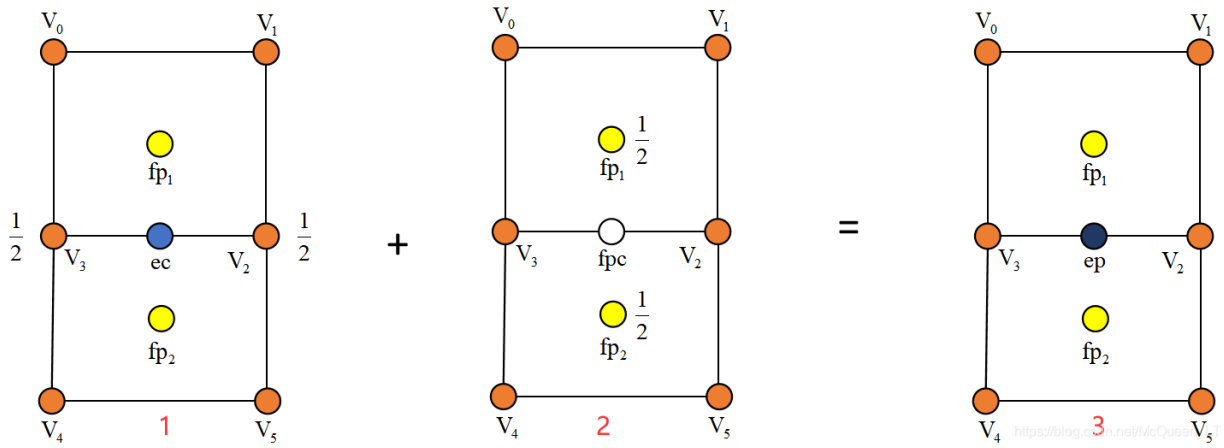 V0 V1
fp1
1/2 V3 ec V2 1/2
fp2
V4 1 V5
+
V0 V1
fp1 1/2
V3 fpc V2
fp2 1/2
V4 2 V5
=
V0 V1
fp1
V3 ep V2
fp2
V4 3 V5